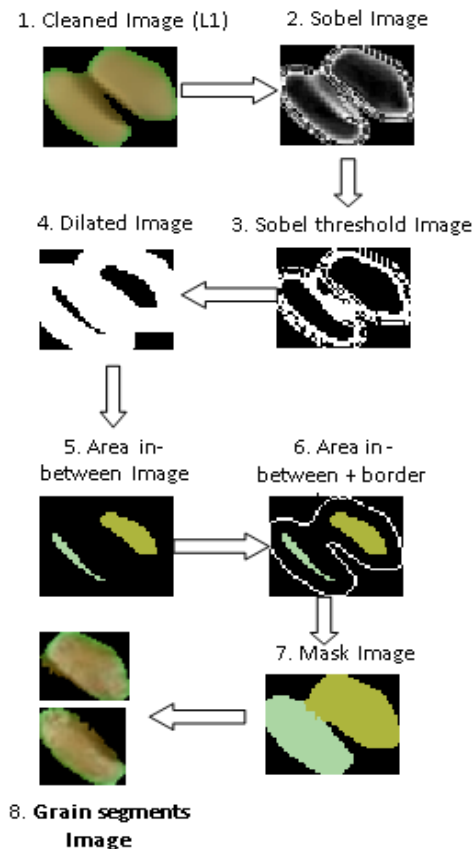 1. Cleaned Image (L1)
2. Sobel Image
3. Sobel threshold Image
4. Dilated Image
5. Area in-
between Image
6. Area in-
between + border
7. Mask Image
8. Grain segments
Image